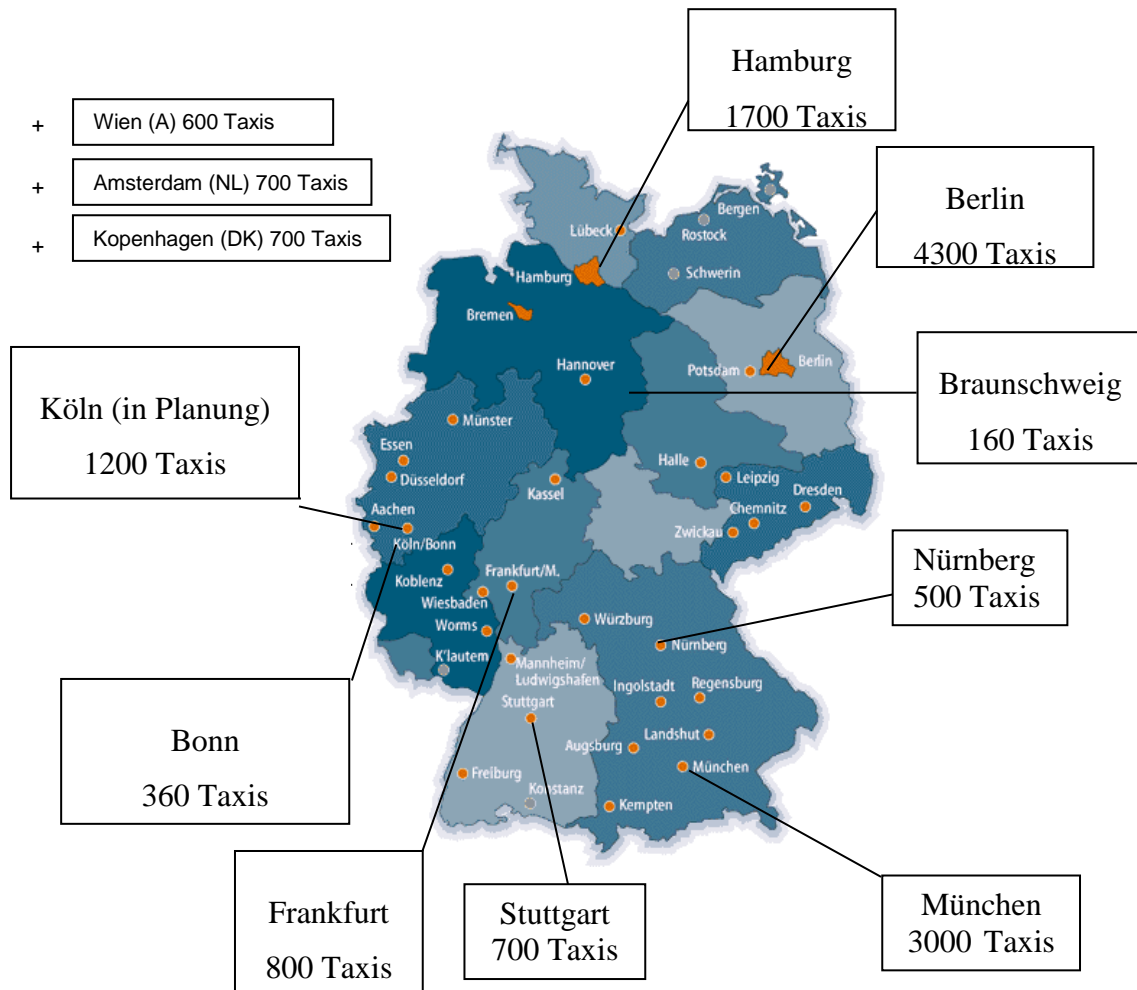 Hamburg
1700 Taxis
+ Wien (A) 600 Taxis
+ Amsterdam (NL) 700 Taxis
+ Kopenhagen (DK) 700 Taxis
Berlin
4300 Taxis
Braunschweig
160 Taxis
Köln (in Planung)
1200 Taxis
Nürnberg
500 Taxis
Bonn
360 Taxis
Frankfurt
800 Taxis
Stuttgart
700 Taxis
München
3000 Taxis
Bergen
Rostock
Lübeck
Schwerin
Hamburg
Bremen
Hannover
Potsdam
Berlin
Münster
Essen
Düsseldorf
Halle
Leipzig
Kassel
Dresden
Chemnitz
Zwickau
Aachen
Köln/Bonn
Koblenz
Frankfurt/M.
Wiesbaden
Worms
Würzburg
K'lautern
Nürnberg
Mannheim/
Ludwigshafen
Ingolstadt
Regensburg
Stuttgart
Landshut
Augsburg
München
Freiburg
Konstanz
Kempten